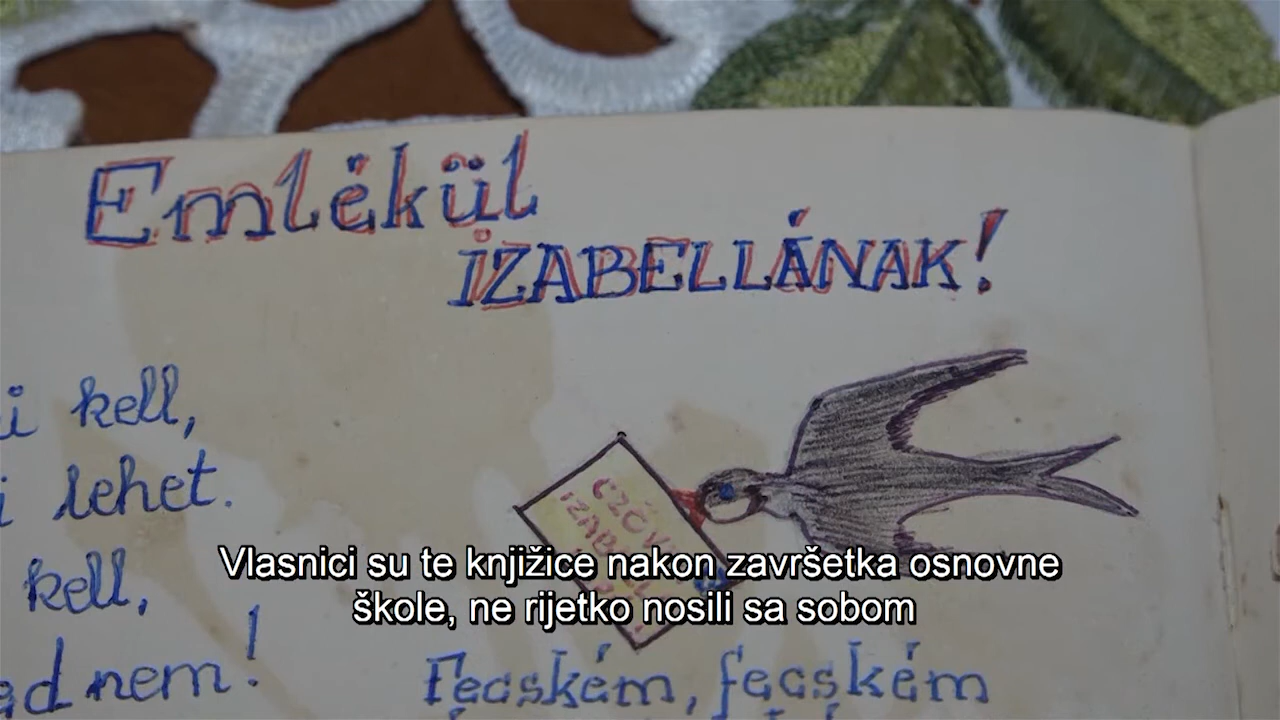 Emlékül
IZABELLÁNAK!
i kell,
i lehet.
kell,
nem!
IZABE
Vlasnici su te knjižice nakon završetka osnovne
škole, ne rijetko nosili sa sobom
Fecském, fecském